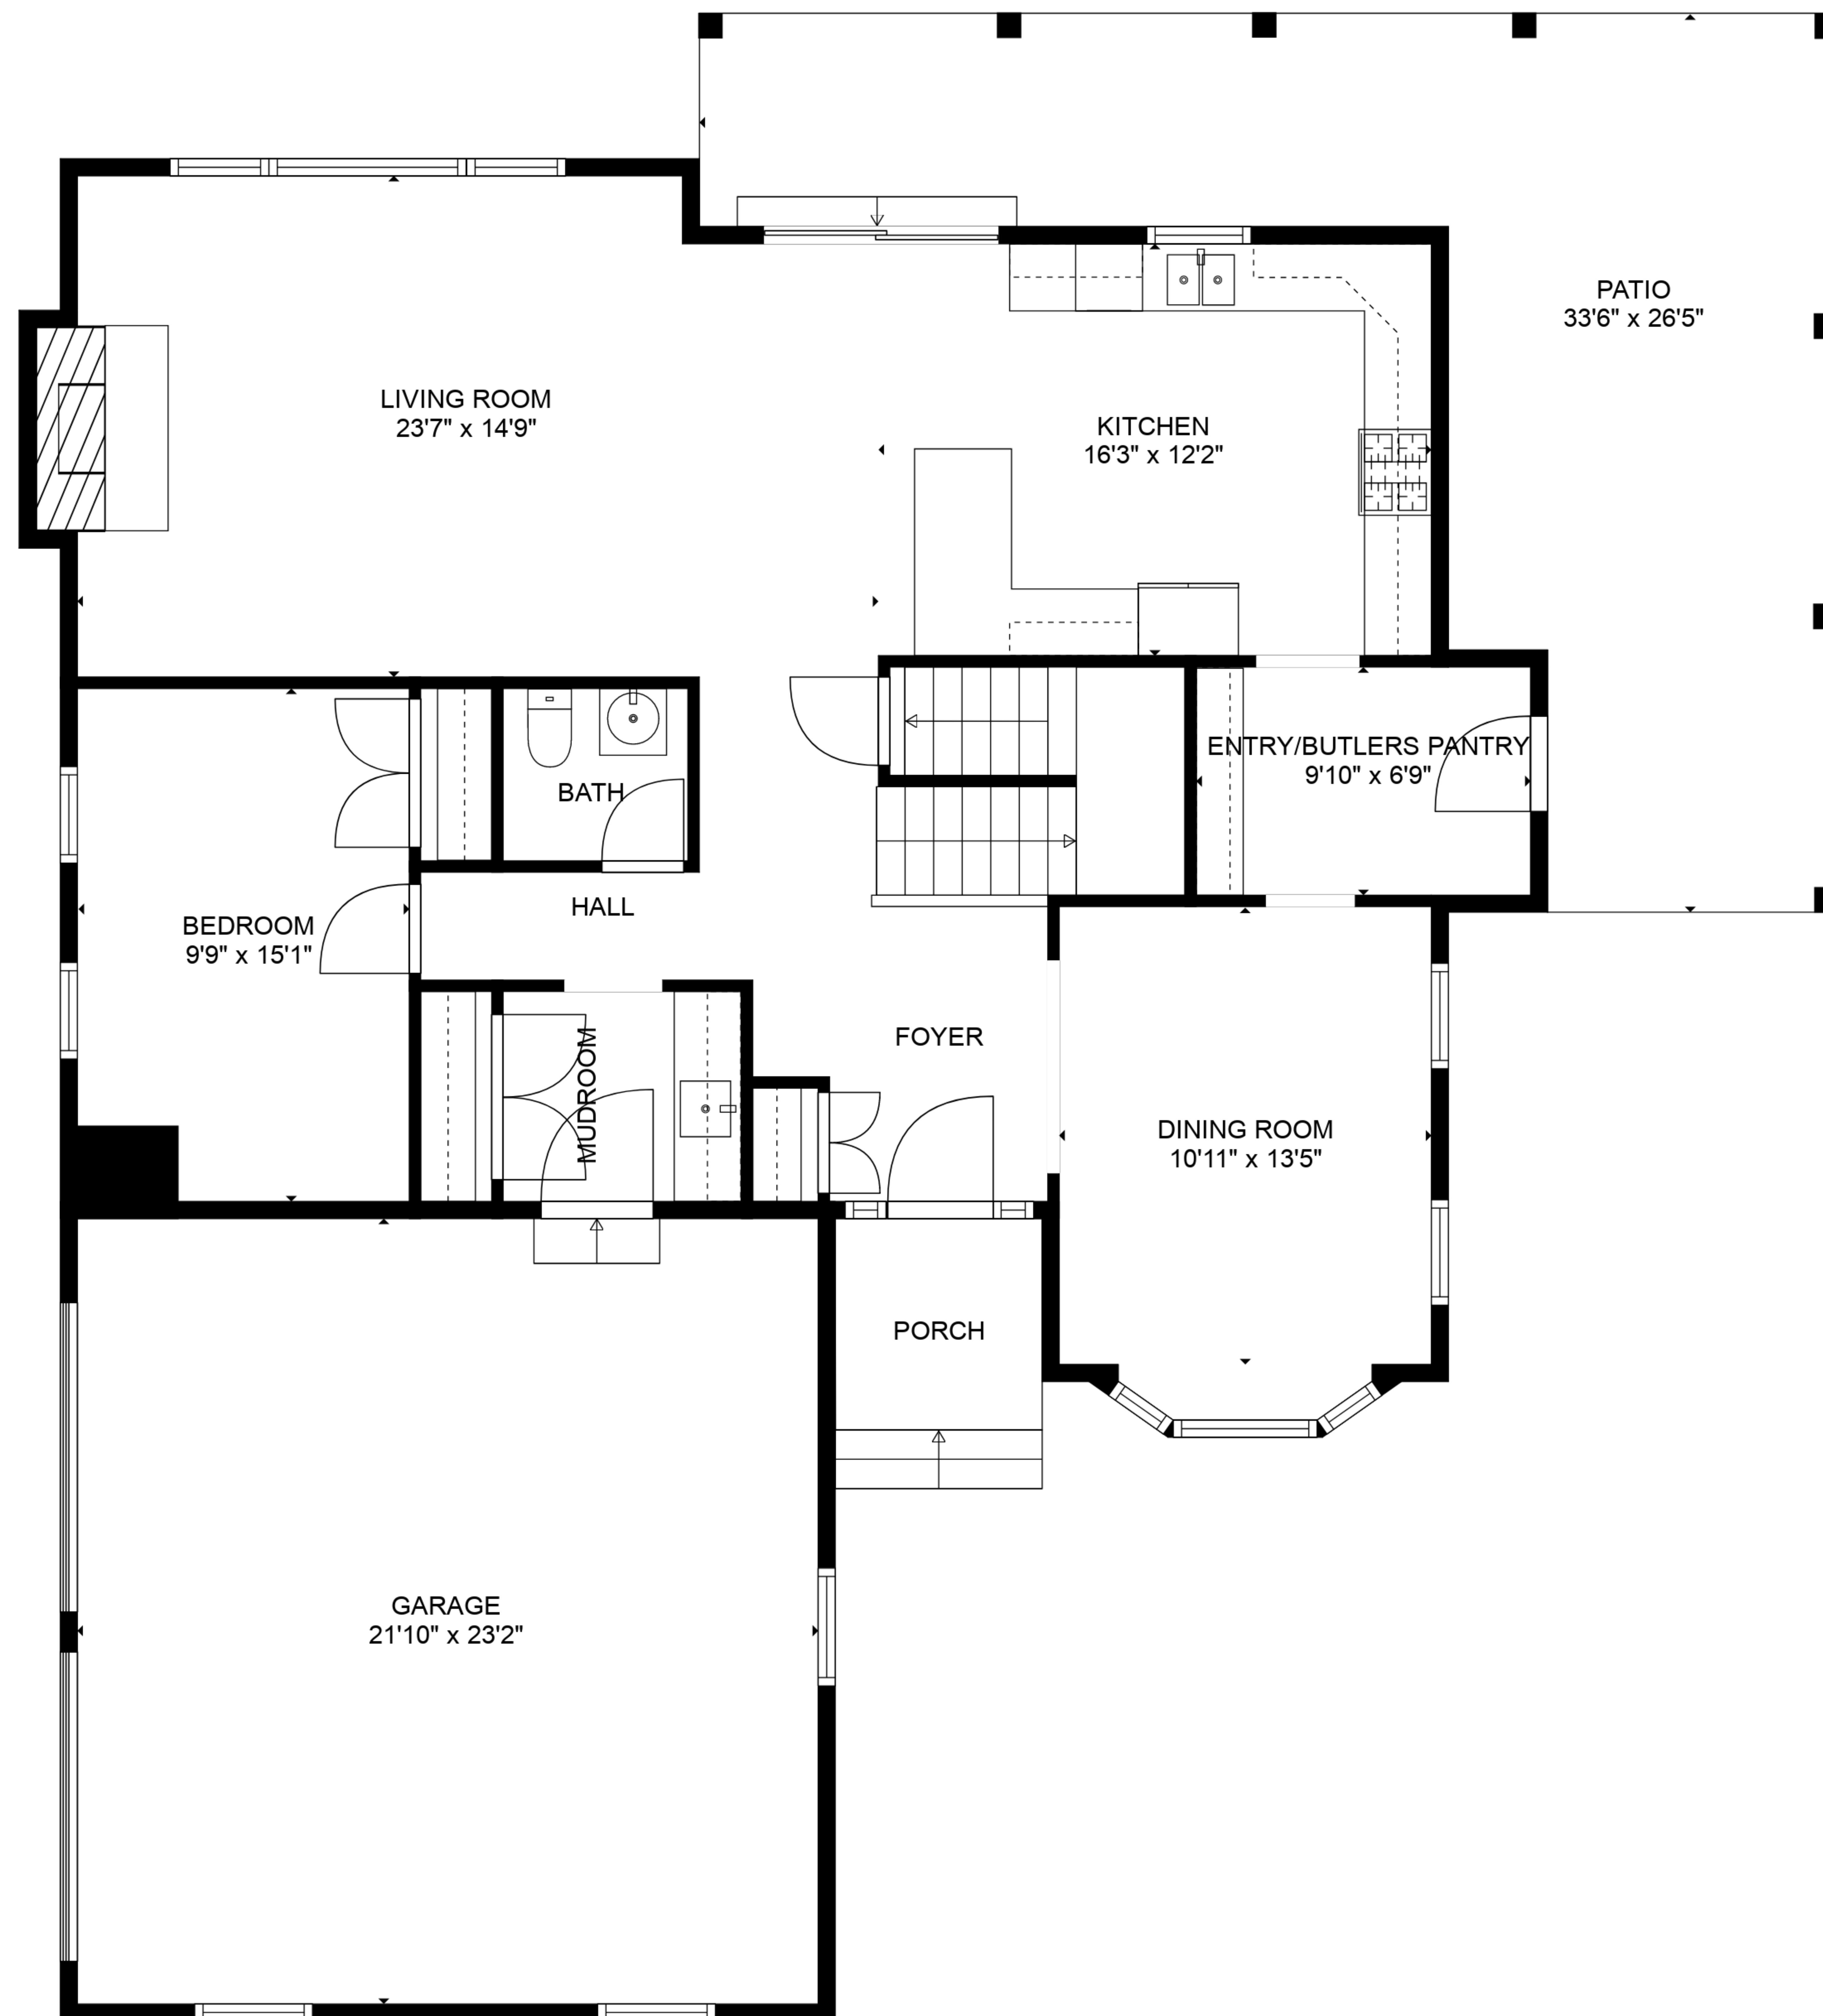 PATIO
33'6" x 26'5"
LIVING ROOM
23'7" x 14'9"
KITCHEN
16'3" x 12'2"
ENTRY/BUTLERS PANTRY
9'10" x 6'9"
BATH
HALL
BEDROOM
9'9" x 15'1"
FOYER
MUDROOM
DINING ROOM
10'11" x 13'5"
PORCH
GARAGE
21'10" x 23'2"